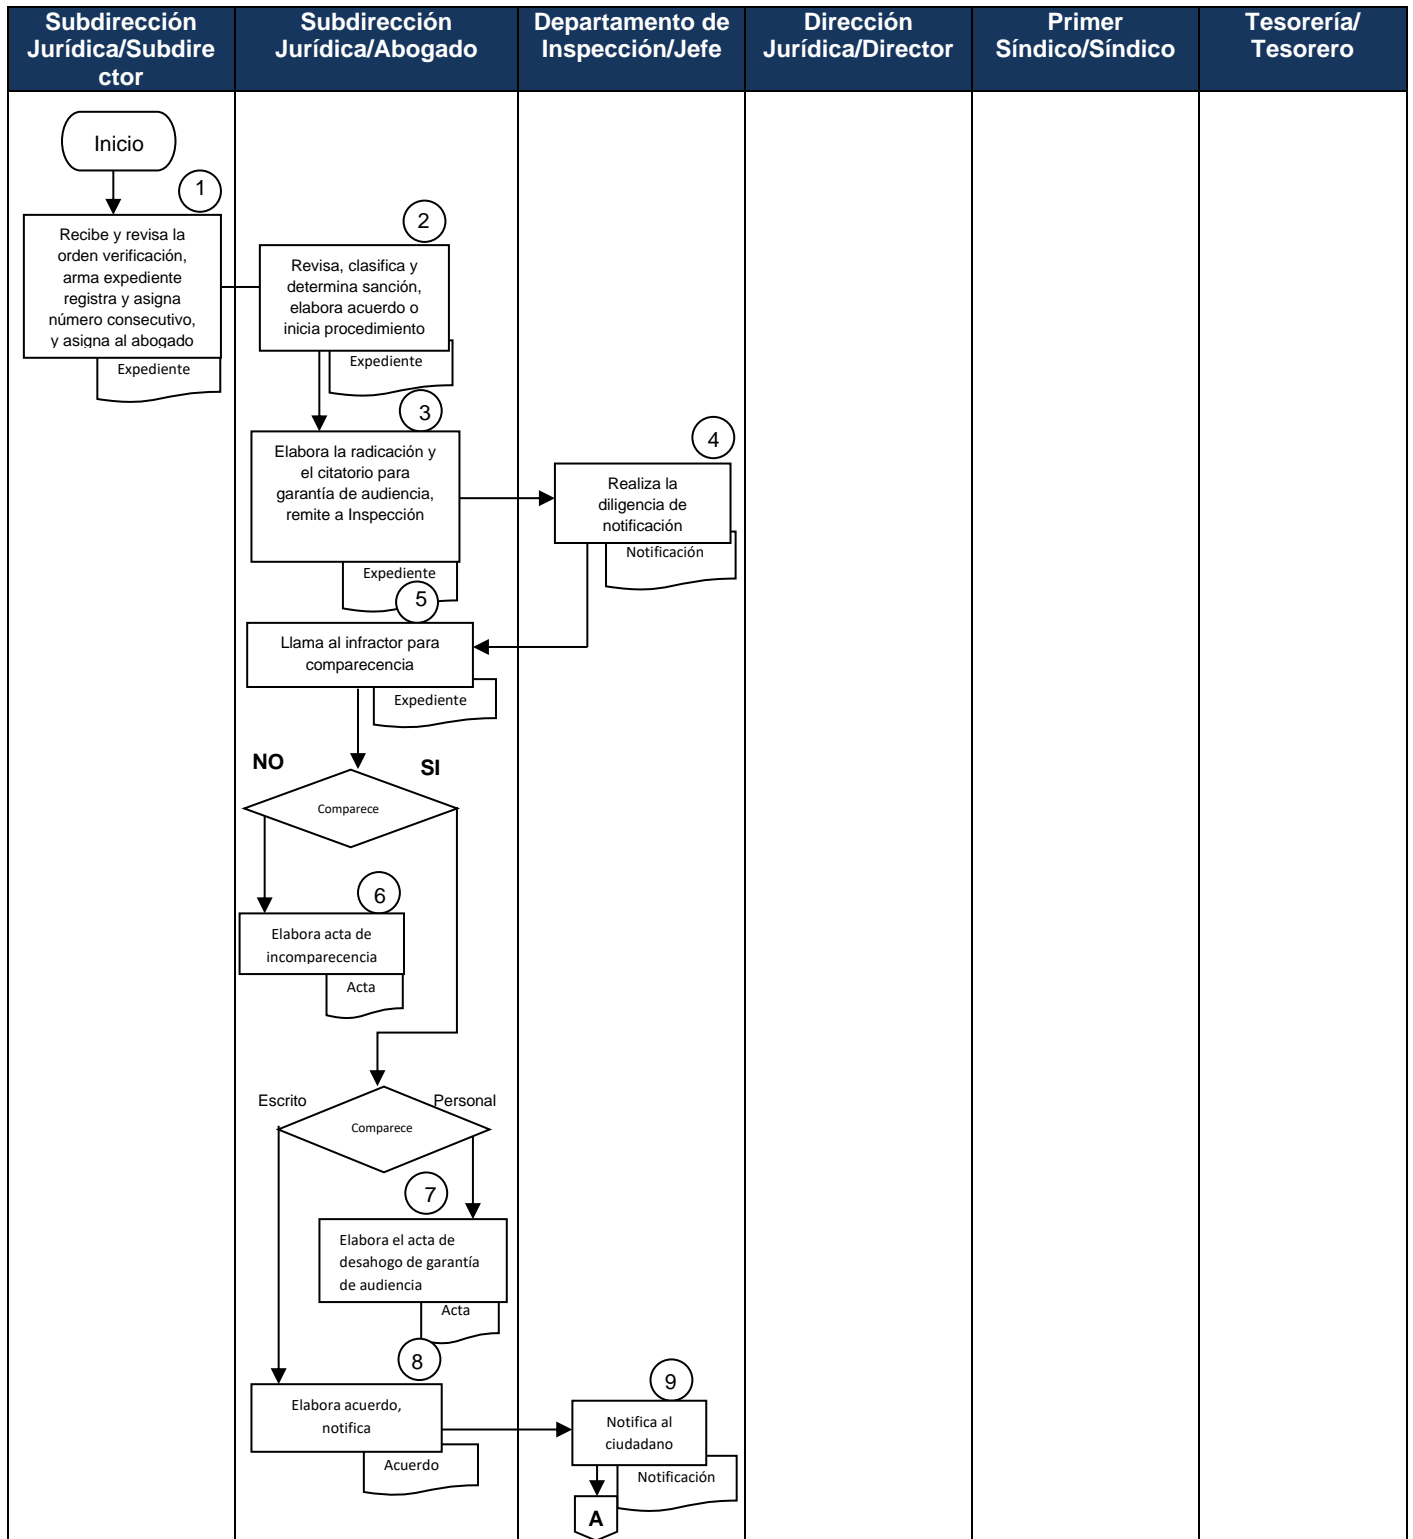 Subdirección
Jurídica/Subdire
ctor
Subdirección
Jurídica/Abogado
Departamento de
Inspección/Jefe
Dirección
Jurídica/Director
Primer
Síndico/Síndico
Tesorería/
Tesorero
Inicio
1
Recibe y revisa la
orden verificación,
arma expediente
registra y asigna
número consecutivo,
y asigna al abogado
Expediente
2
Revisa, clasifica y
determina sanción,
elabora acuerdo o
inicia procedimiento
Expediente
3
Elabora la radicación y
el citatorio para
garantía de audiencia,
remite a Inspección
Expediente
4
Realiza la
diligencia de
notificación
Notificación
5
Llama al infractor para
comparecencia
Expediente
NO
SI
Comparece
6
Elabora acta de
incomparecencia
Acta
Escrito
Personal
Comparece
7
Elabora el acta de
desahogo de garantía
de audiencia
Acta
8
Elabora acuerdo,
notifica
Acuerdo
9
Notifica al
ciudadano
Notificación
A